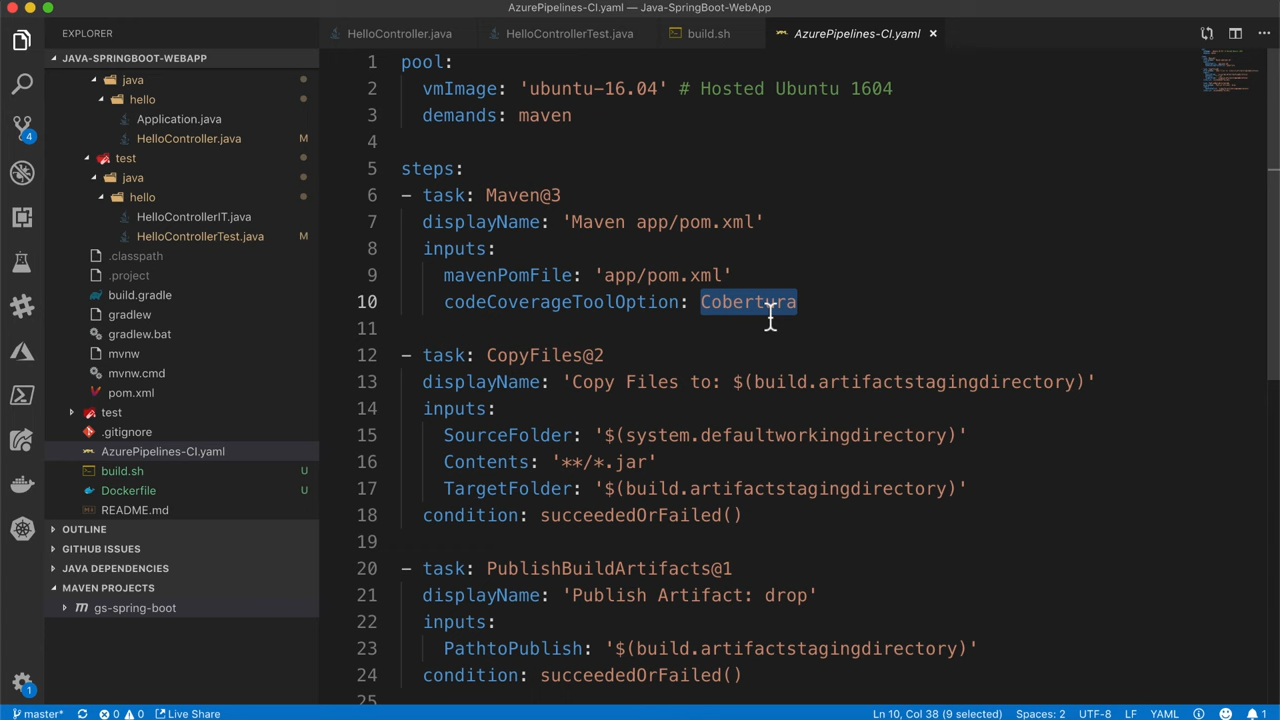 AzurePipelines-CI.yaml — Java-SpringBoot-WebApp
EXPLORER
HelloController.java
HelloControllerTest.java
build.sh
AzurePipelines-CI.yaml
JAVA-SPRINGBOOT-WEBAPP
java
hello
Application.java
HelloController.java M
test
java
hello
HelloControllerIT.java
HelloControllerTest.java M
.classpath
.project
build.gradle
gradlew
gradlew.bat
mvnw
mvnw.cmd
pom.xml
test
.gitignore
AzurePipelines-CI.yaml
build.sh U
Dockerfile U
README.md
OUTLINE
GITHUB ISSUES
JAVA DEPENDENCIES
MAVEN PROJECTS
gs-spring-boot
4
1
1 pool:
2 vmImage: 'ubuntu-16.04' # Hosted Ubuntu 1604
3 demands: maven
4
5 steps:
6 - task: Maven@3
7 displayName: 'Maven app/pom.xml'
8 inputs:
9 mavenPomFile: 'app/pom.xml'
10 codeCoverageToolOption: Cobertura
11
12 - task: CopyFiles@2
13 displayName: 'Copy Files to: $(build.artifactstagingdirectory)'
14 inputs:
15 SourceFolder: '$(system.defaultworkingdirectory)'
16 Contents: '**/*.jar'
17 TargetFolder: '$(build.artifactstagingdirectory)'
18 condition: succeededOrFailed()
19
20 - task: PublishBuildArtifacts@1
21 displayName: 'Publish Artifact: drop'
22 inputs:
23 PathtoPublish: '$(build.artifactstagingdirectory)'
24 condition: succeededOrFailed()
25
master* 0 0 Live Share Ln 10, Col 38 (9 selected) Spaces: 2 UTF-8 LF YAML 1